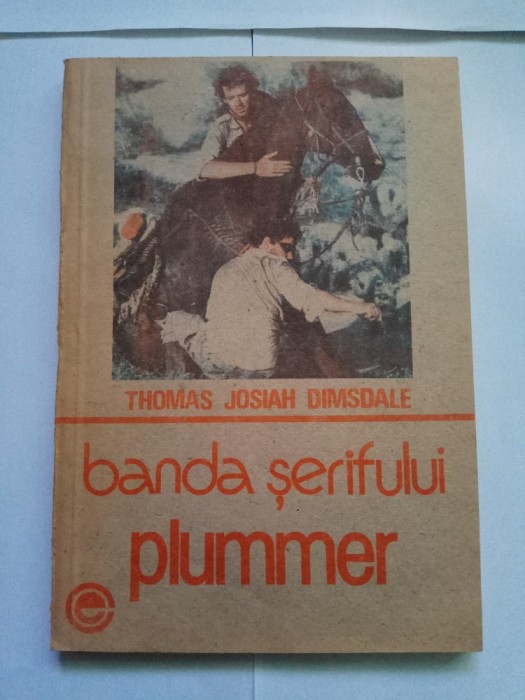 THOMAS JOSIAH DIMSDALE
banda șerifului
plummer
e